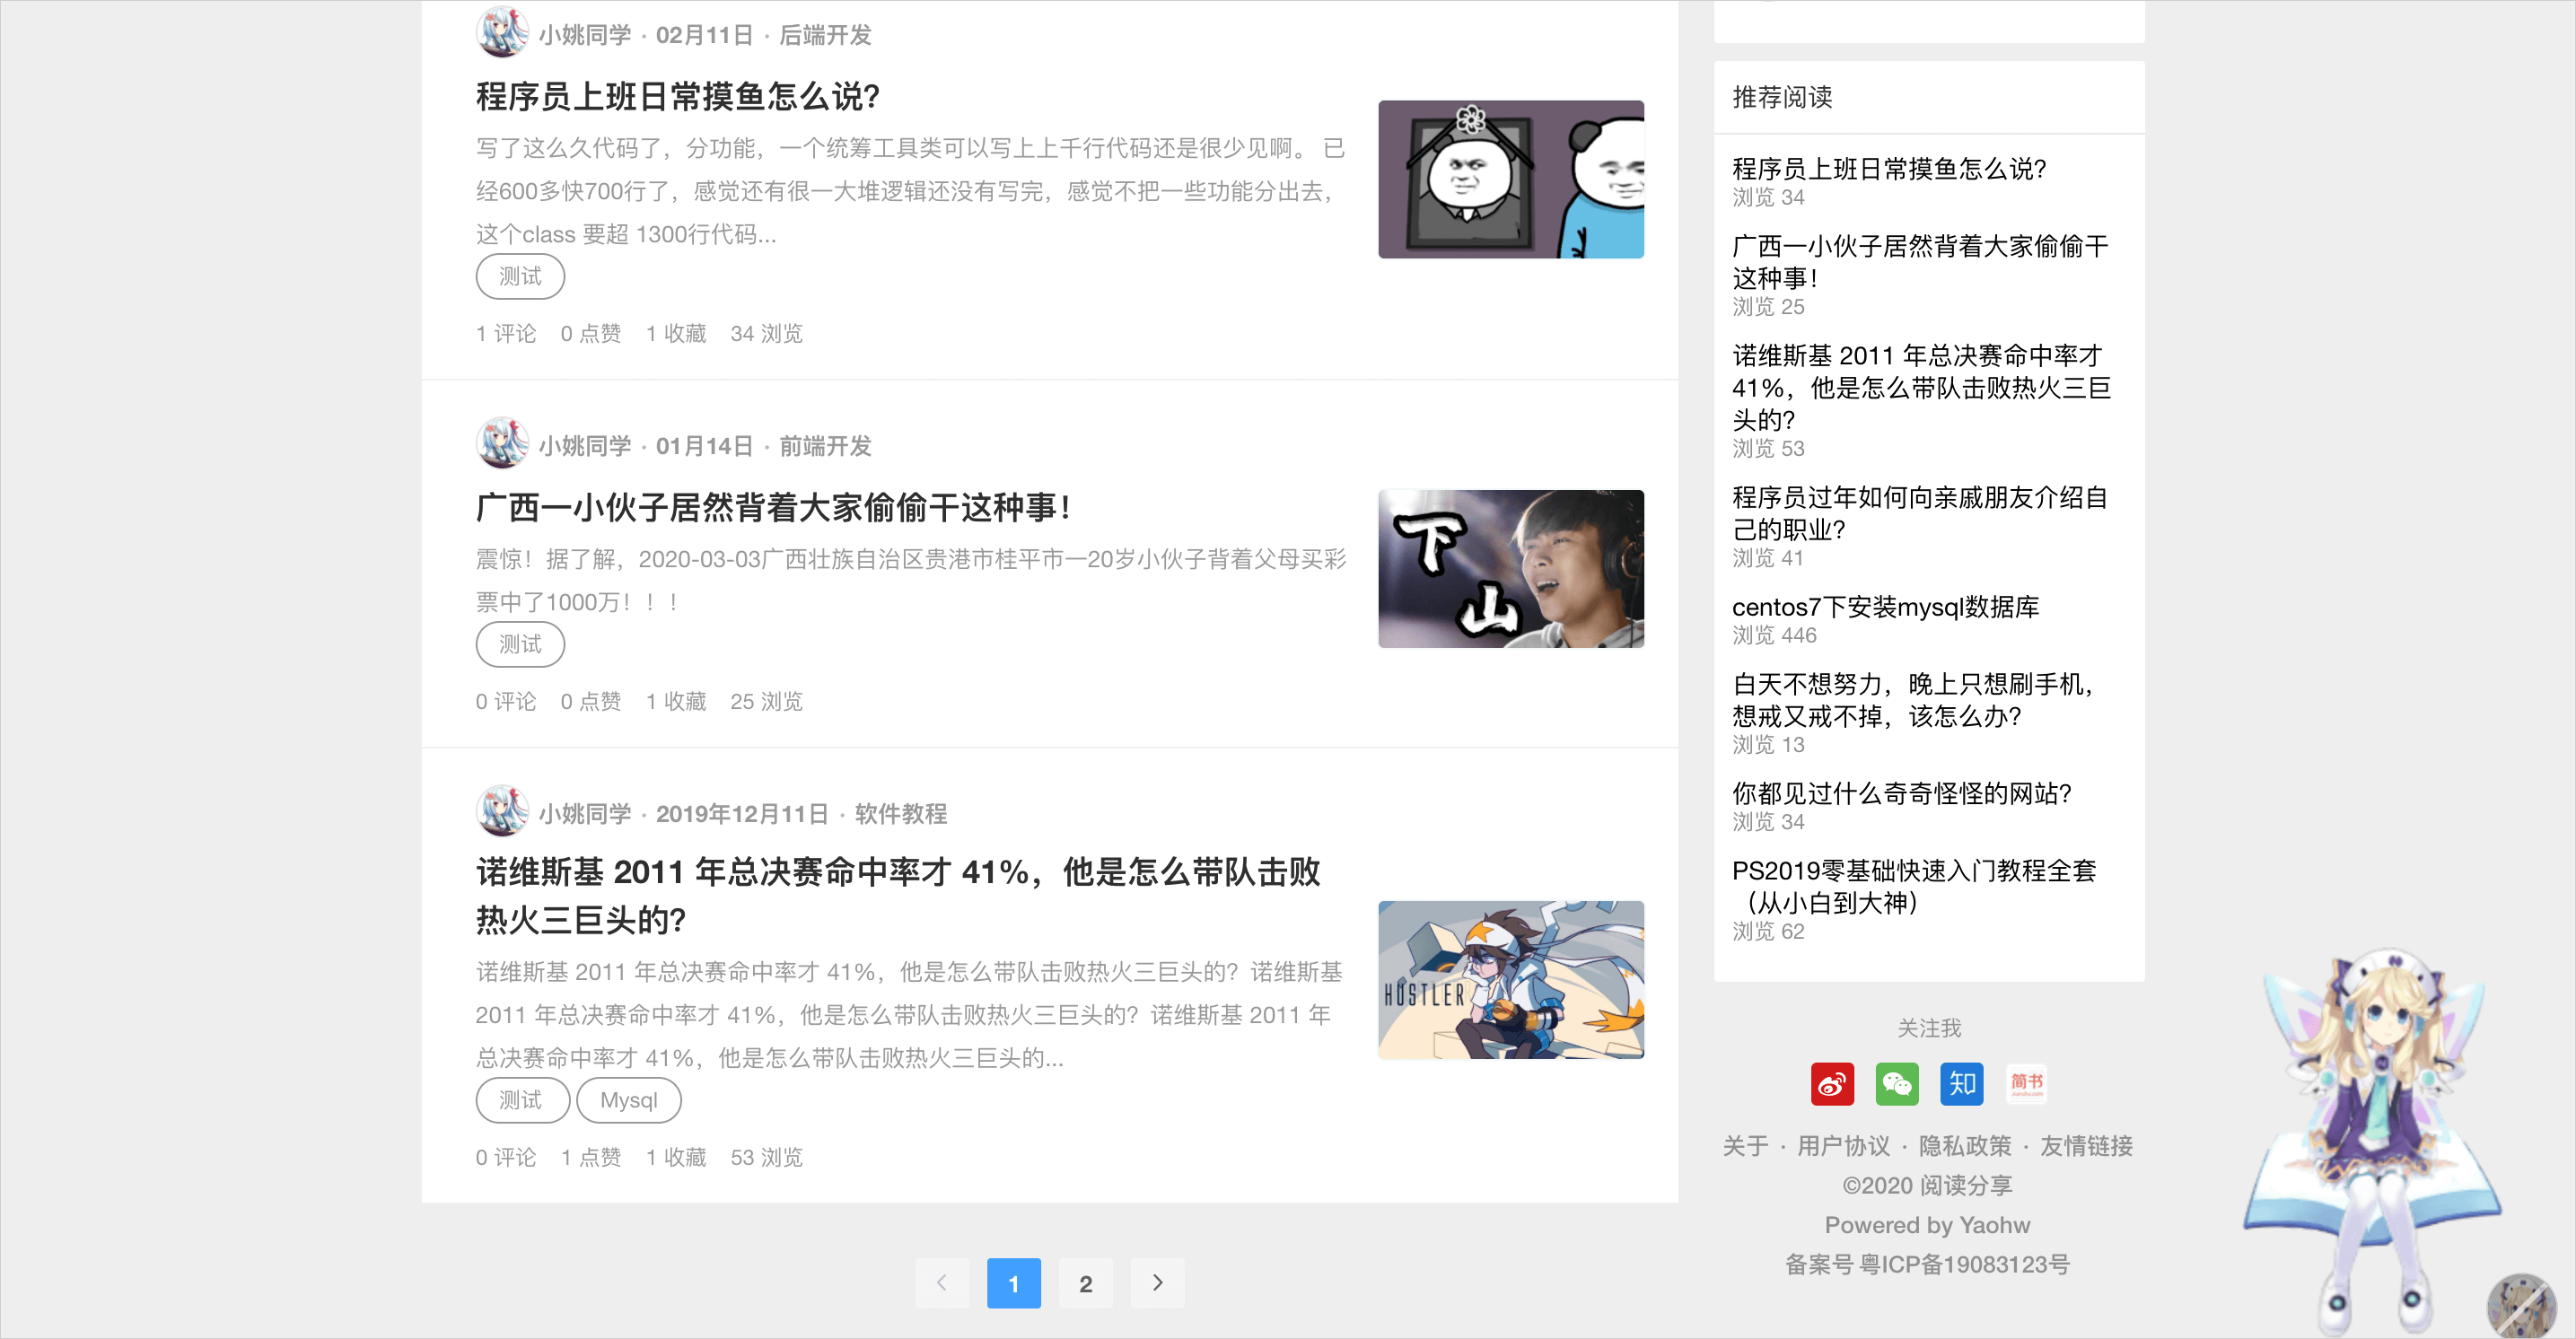 小姚同学 · 02月11日 · 后端开发
程序员上班日常摸鱼怎么说?
写了这么久代码了，分功能，一个统筹工具类可以写上上千行代码还是很少见啊。 已
经600多快700行了，感觉还有很一大堆逻辑还没有写完，感觉不把一些功能分出去，
这个class 要超 1300行代码...
测试
1 评论 0 点赞 1 收藏 34 浏览
小姚同学 · 01月14日 · 前端开发
广西一小伙子居然背着大家偷偷干这种事！
震惊！据了解，2020-03-03广西壮族自治区贵港市桂平市一20岁小伙子背着父母买彩
票中了1000万！！！
下
山
测试
0 评论 0 点赞 1 收藏 25 浏览
小姚同学 · 2019年12月11日 · 软件教程
诺维斯基 2011 年总决赛命中率才 41%，他是怎么带队击败
热火三巨头的?
诺维斯基 2011 年总决赛命中率才 41%，他是怎么带队击败热火三巨头的？诺维斯基
2011 年总决赛命中率才 41%，他是怎么带队击败热火三巨头的？诺维斯基 2011 年
总决赛命中率才 41%，他是怎么带队击败热火三巨头的...
HUSTLER
测试 Mysql
0 评论 1 点赞 1 收藏 53 浏览
1 2
推荐阅读
程序员上班日常摸鱼怎么说?
浏览 34
广西一小伙子居然背着大家偷偷干
这种事！
浏览 25
诺维斯基 2011 年总决赛命中率才
41%，他是怎么带队击败热火三巨
头的?
浏览 53
程序员过年如何向亲戚朋友介绍自
己的职业?
浏览 41
centos7下安装mysql数据库
浏览 446
白天不想努力，晚上只想刷手机，
想戒又戒不掉，该怎么办?
浏览 13
你都见过什么奇奇怪怪的网站?
浏览 34
PS2019零基础快速入门教程全套
（从小白到大神）
浏览 62
关注我
知 简书
关于 · 用户协议 · 隐私政策 · 友情链接
©2020 阅读分享
Powered by Yaohw
备案号 粤ICP备19083123号